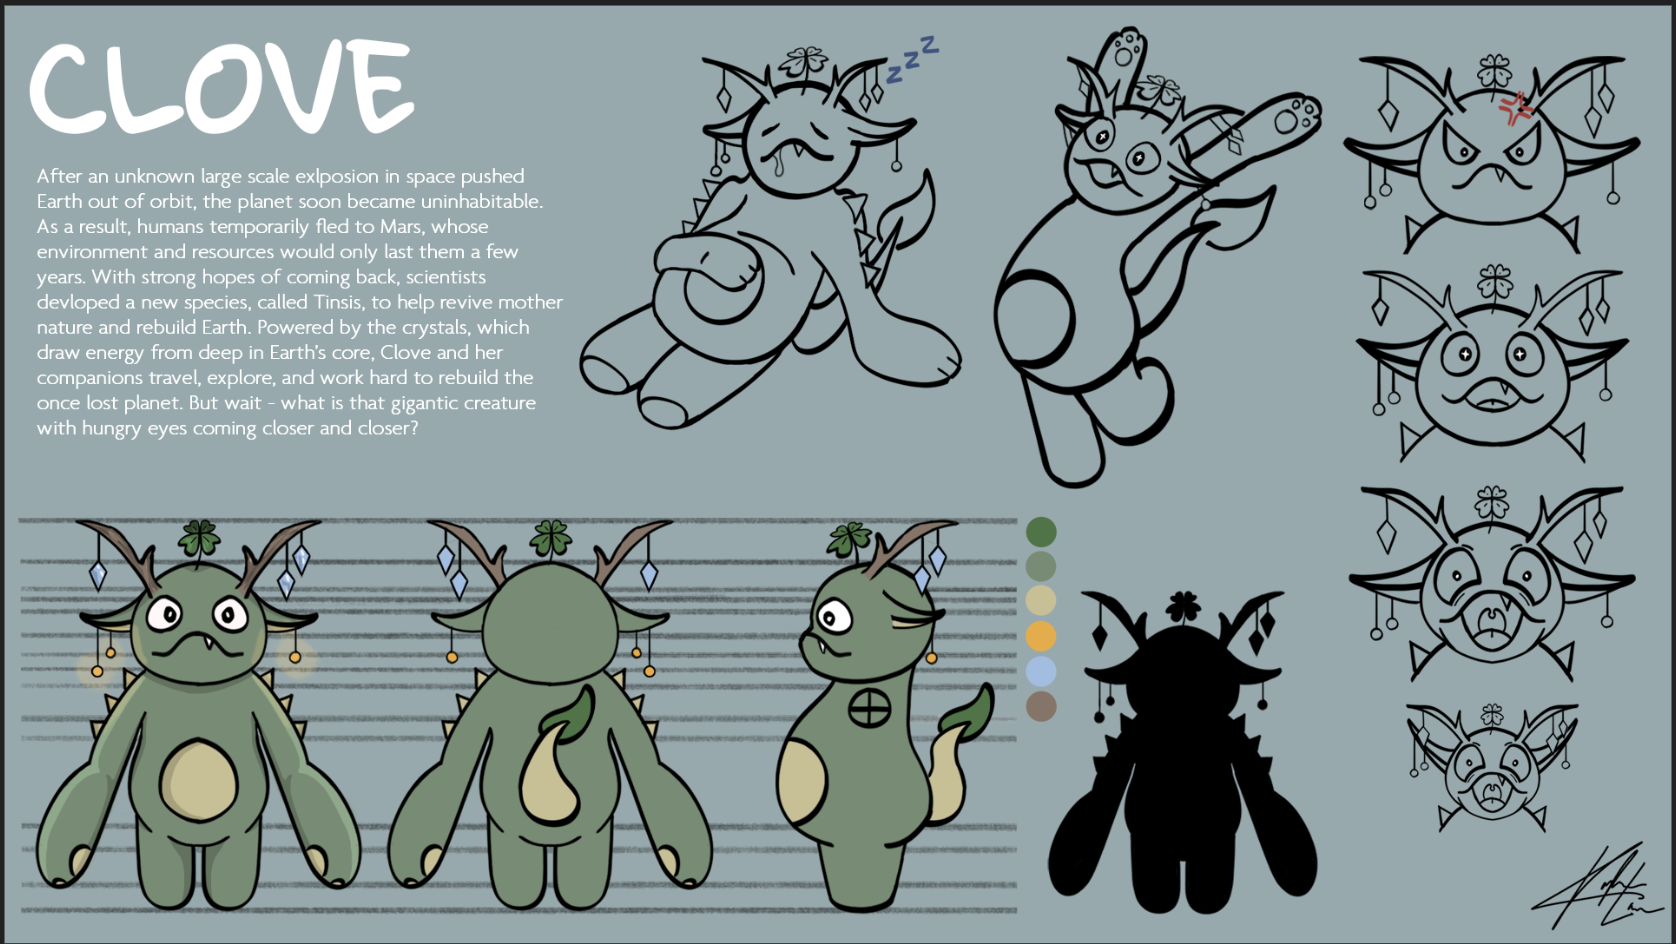 CLOVE
After an unknown large scale exlposion in space pushed
Earth out of orbit, the planet soon became uninhabitable.
As a result, humans temporarily fled to Mars, whose
environment and resources would only last them a few
years. With strong hopes of coming back, scientists
devloped a new species, called Tinsis, to help revive mother
nature and rebuild Earth. Powered by the crystals, which
draw energy from deep in Earth's core, Clove and her
companions travel, explore, and work hard to rebuild the
once lost planet. But wait - what is that gigantic creature
with hungry eyes coming closer and closer?
z z z